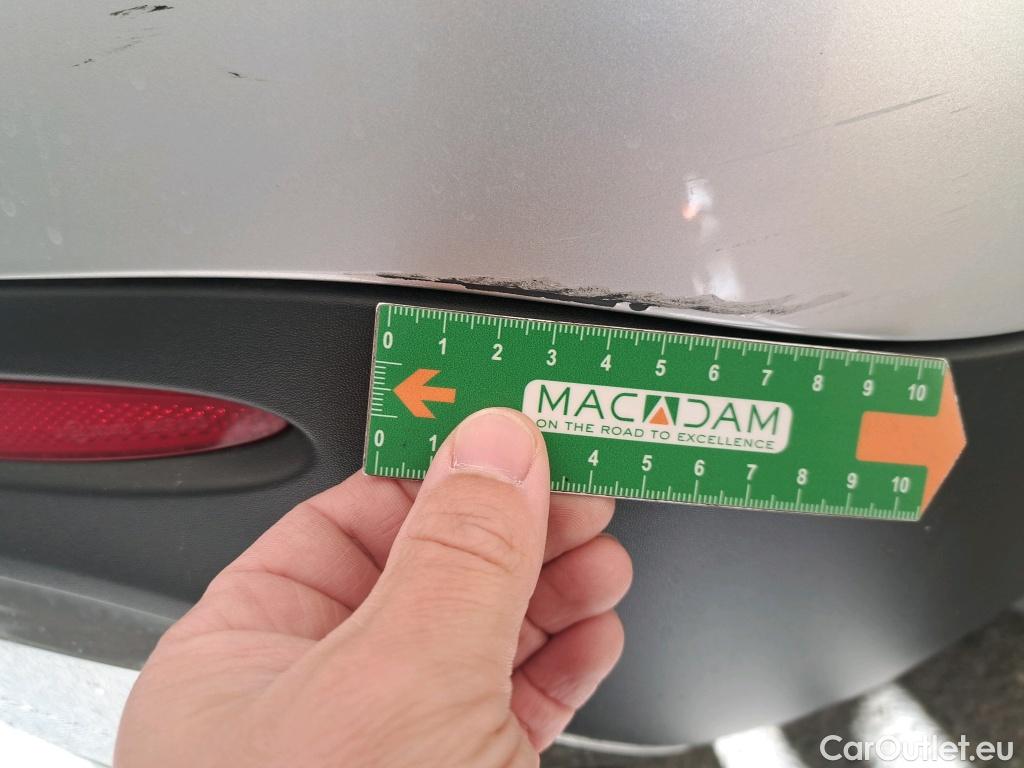 0 1 2 3 4 5 6 7 8 9 10
MACADAM
ON THE ROAD TO EXCELLENCE
0 1 4 5 6 7 8 9 10
CarOutlet.eu